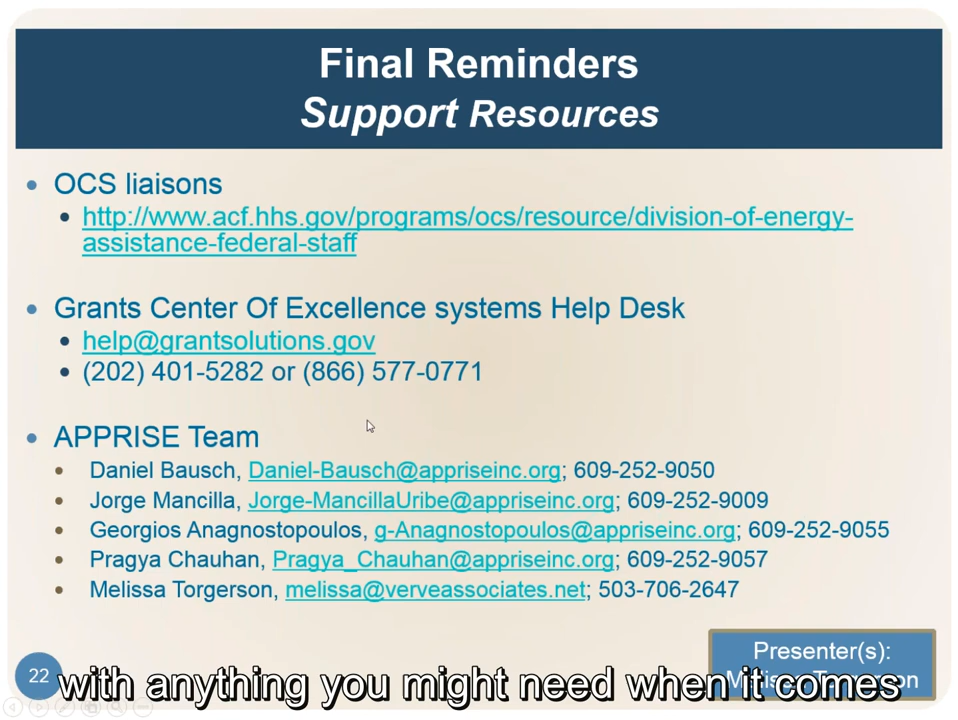 Final Reminders
Support Resources
OCS liaisons
http://www.acf.hhs.gov/programs/ocs/resource/division-of-energy-
assistance-federal-staff
Grants Center Of Excellence systems Help Desk
help@grantsolutions.gov
(202) 401-5282 or (866) 577-0771
APPRISE Team
Daniel Bausch, Daniel-Bausch@appriseinc.org; 609-252-9050
Jorge Mancilla, Jorge-MancillaUribe@appriseinc.org; 609-252-9009
Georgios Anagnostopoulos, g-Anagnostopoulos@appriseinc.org; 609-252-9055
Pragya Chauhan, Pragya_Chauhan@appriseinc.org; 609-252-9057
Melissa Torgerson, melissa@verveassociates.net; 503-706-2647
Presenter(s):
22
with anything you might need when it comes